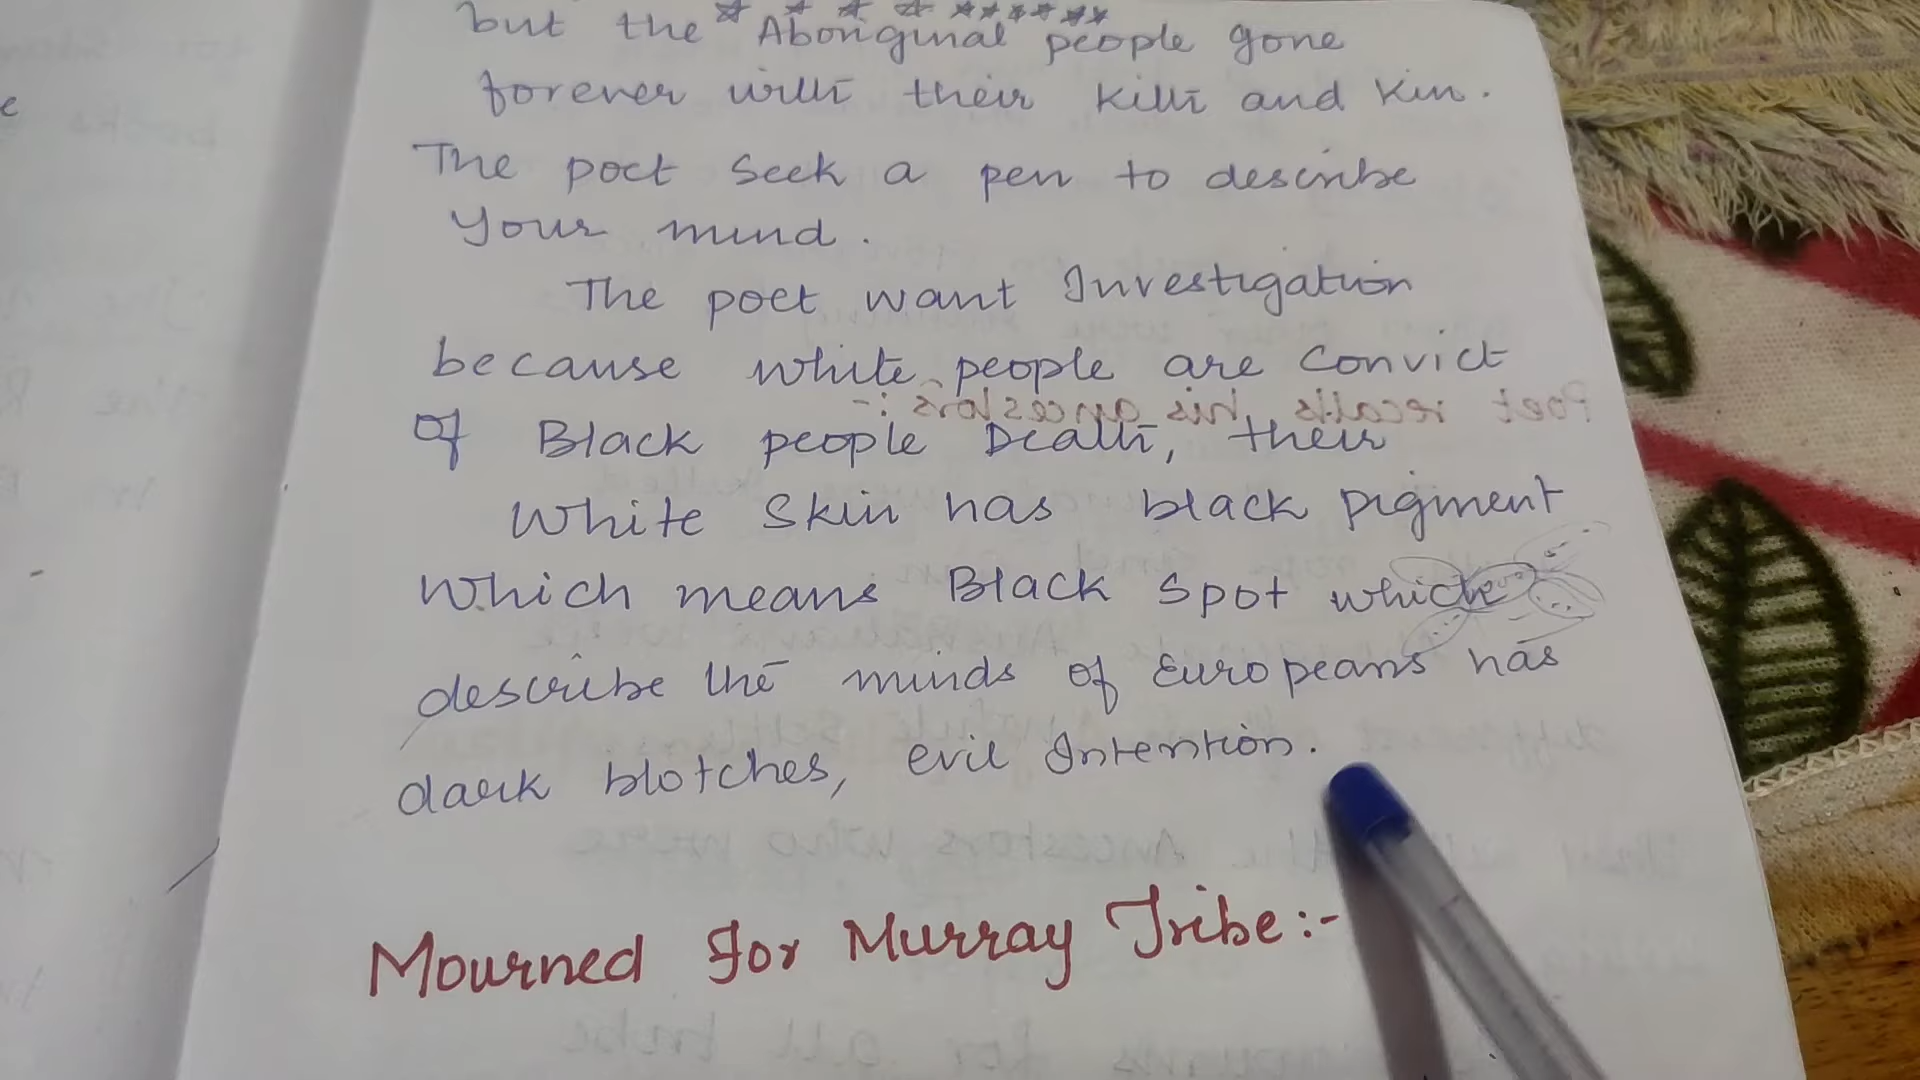 but the Aboriginal people gone
forever with their kith and kin.
The poet seek a pen to describe
your mind.
The poet want Investigation
because white people are convict
of Black people Death, their
white skin has black pigment
which means Black spot which
describe the minds of Europeans has
dark blotches, evil Intention.
Mourned for Murray Tribe:-